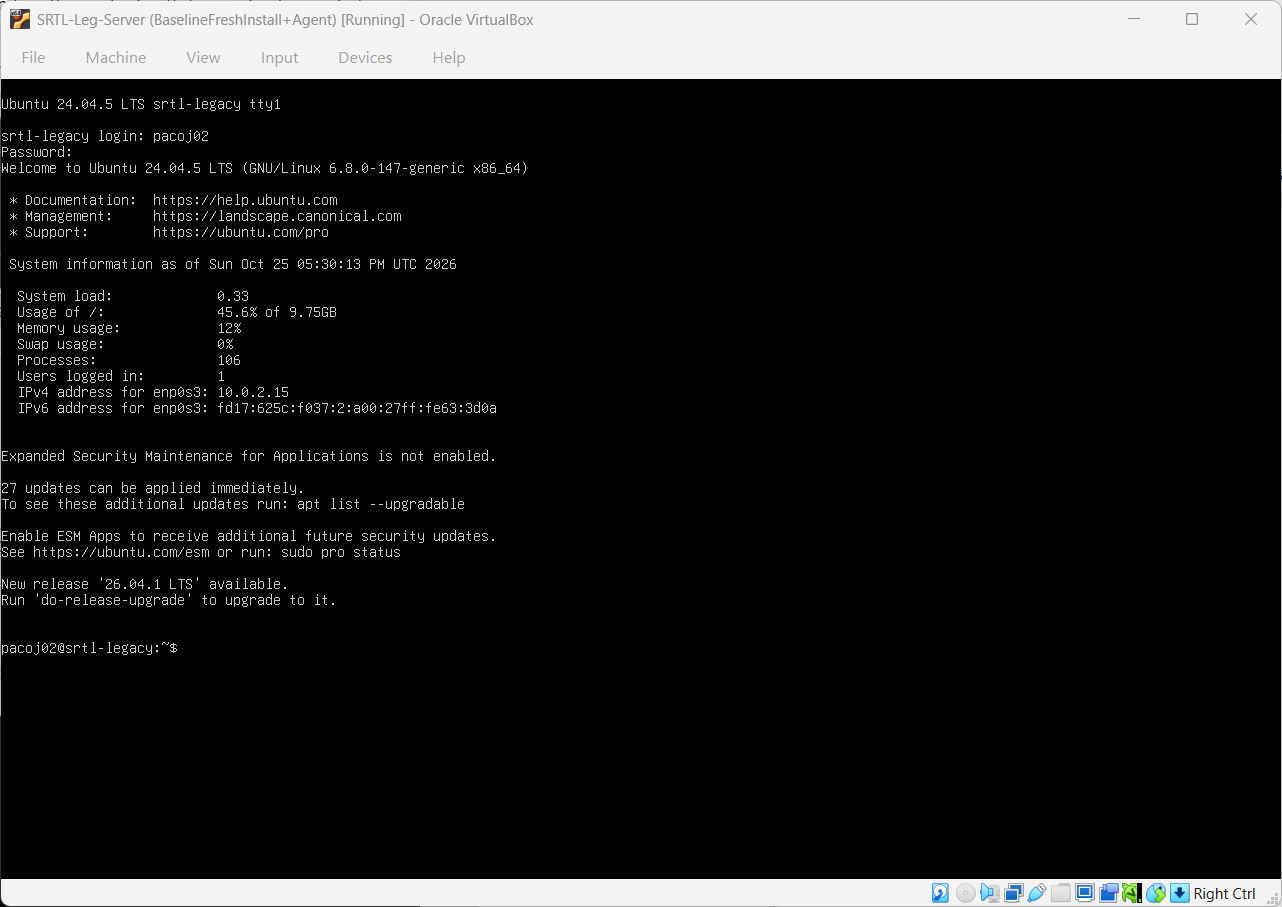 SRTL-Leg-Server (BaselineFreshInstall+Agent) [Running] - Oracle VirtualBox
File Machine View Input Devices Help
Ubuntu 24.04.5 LTS srtl-legacy tty1
srtl-legacy login: pacoj02
Password:
Welcome to Ubuntu 24.04.5 LTS (GNU/Linux 6.8.0-147-generic x86_64)
* Documentation:  https://help.ubuntu.com
* Management:     https://landscape.canonical.com
* Support:        https://ubuntu.com/pro
System information as of Sun Oct 25 05:30:13 PM UTC 2026
System load:             0.33
Usage of /:              45.6% of 9.75GB
Memory usage:            12%
Swap usage:              0%
Processes:               106
Users logged in:         1
IPv4 address for enp0s3: 10.0.2.15
IPv6 address for enp0s3: fd17:625c:f037:2:a00:27ff:fe63:3d0a
Expanded Security Maintenance for Applications is not enabled.
27 updates can be applied immediately.
To see these additional updates run: apt list --upgradable
Enable ESM Apps to receive additional future security updates.
See https://ubuntu.com/esm or run: sudo pro status
New release '26.04.1 LTS' available.
Run 'do-release-upgrade' to upgrade to it.
pacoj02@srtl-legacy:~$
Right Ctrl